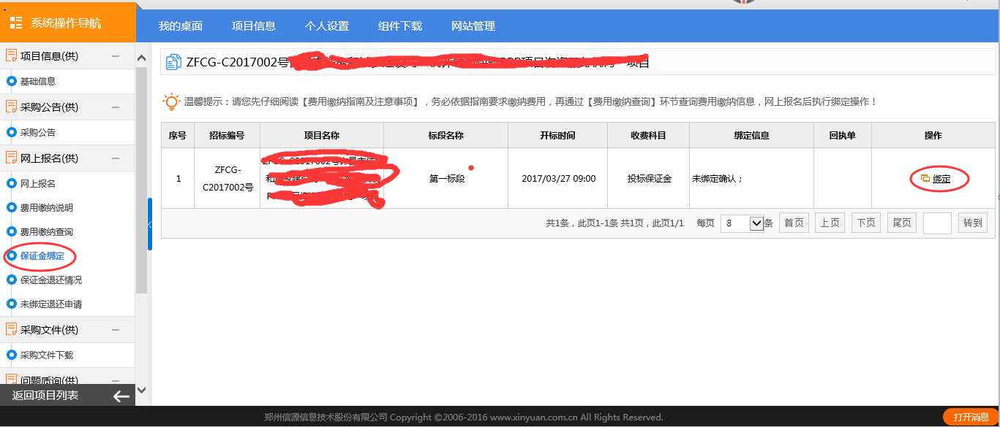 系统操作导航
我的桌面 项目信息 个人设置 组件下载 网站管理
项目信息(供)
基础信息
采购公告(供)
采购公告
网上报名(供)
网上报名
费用缴纳说明
费用缴纳查询
保证金绑定
保证金退还情况
未绑定退还申请
采购文件(供)
采购文件下载
问题质询(供)
返回项目列表
ZFCG-C2017002号 项目
温馨提示：请您先仔细阅读【费用缴纳指南及注意事项】，务必依据指南要求缴纳费用，再通过【费用缴纳查询】环节查询费用缴纳信息，网上报名后执行绑定操作！
序号 招标编号 项目名称 标段名称 开标时间 收费科目 绑定信息 回执单 操作
1 ZFCG-C2017002号 第一标段 2017/03/27 09:00 投标保证金 未绑定确认； 绑定
共1条，此页1-1条 共1页，此页1/1 每页 8 条 首页 上页 下页 尾页 转到
郑州信源信息技术股份有限公司 Copyright ©2006-2016 www.xinyuan.com.cn All Rights Reserved.
打开消息